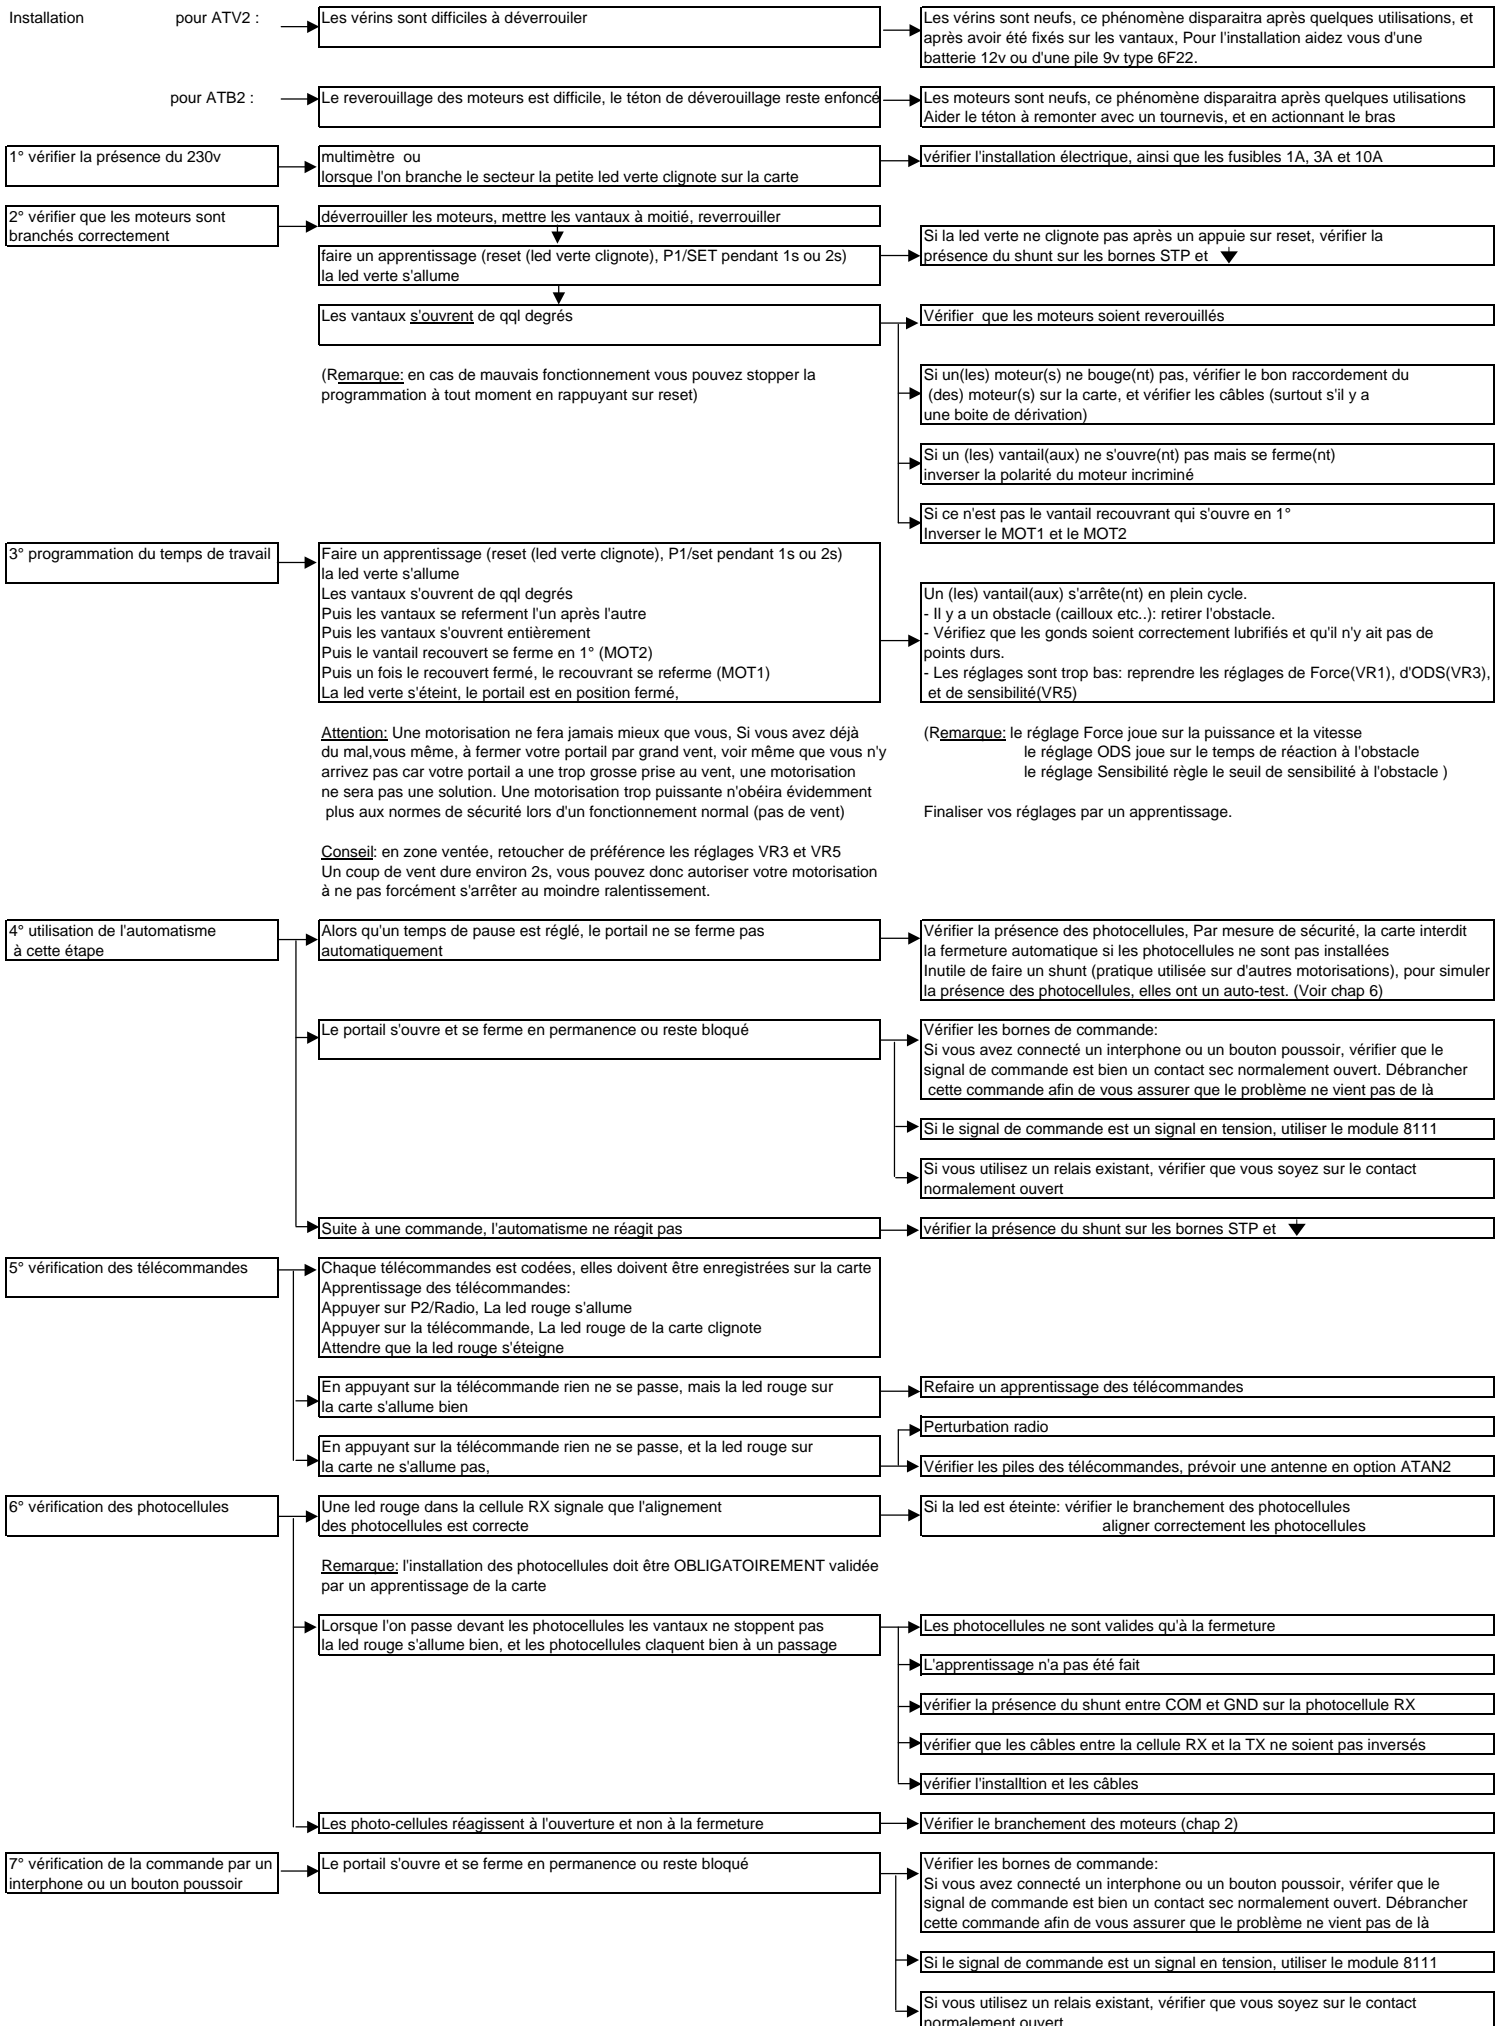 Installation pour ATV2 :
Les vérins sont difficiles à déverrouiler
Les vérins sont neufs, ce phénomène disparaitra après quelques utilisations, et
après avoir été fixés sur les vantaux, Pour l'installation aidez vous d'une
batterie 12v ou d'une pile 9v type 6F22.
pour ATB2 :
Le reverouillage des moteurs est difficile, le téton de déverouillage reste enfoncé
Les moteurs sont neufs, ce phénomène disparaitra après quelques utilisations
Aider le téton à remonter avec un tournevis, et en actionnant le bras
1° vérifier la présence du 230v
multimètre ou
lorsque l'on branche le secteur la petite led verte clignote sur la carte
vérifier l'installation électrique, ainsi que les fusibles 1A, 3A et 10A
2° vérifier que les moteurs sont
branchés correctement
déverrouiller les moteurs, mettre les vantaux à moitié, reverrouiller
faire un apprentissage (reset (led verte clignote), P1/SET pendant 1s ou 2s)
la led verte s'allume
Si la led verte ne clignote pas après un appuie sur reset, vérifier la
présence du shunt sur les bornes STP et
Les vantaux s'ouvrent de qql degrés
Vérifier que les moteurs soient reverouillés
(Remarque: en cas de mauvais fonctionnement vous pouvez stopper la
programmation à tout moment en rappuyant sur reset)
Si un(les) moteur(s) ne bouge(nt) pas, vérifier le bon raccordement du
(des) moteur(s) sur la carte, et vérifier les câbles (surtout s'il y a
une boite de dérivation)
Si un (les) vantail(aux) ne s'ouvre(nt) pas mais se ferme(nt)
inverser la polarité du moteur incriminé
Si ce n'est pas le vantail recouvrant qui s'ouvre en 1°
Inverser le MOT1 et le MOT2
3° programmation du temps de travail
Faire un apprentissage (reset (led verte clignote), P1/set pendant 1s ou 2s)
la led verte s'allume
Les vantaux s'ouvrent de qql degrés
Puis les vantaux se referment l'un après l'autre
Puis les vantaux s'ouvrent entièrement
Puis le vantail recouvert se ferme en 1° (MOT2)
Puis un fois le recouvert fermé, le recouvrant se referme (MOT1)
La led verte s'éteint, le portail est en position fermé,
Un (les) vantail(aux) s'arrête(nt) en plein cycle.
- Il y a un obstacle (cailloux etc..): retirer l'obstacle.
- Vérifiez que les gonds soient correctement lubrifiés et qu'il n'y ait pas de
points durs.
- Les réglages sont trop bas: reprendre les réglages de Force(VR1), d'ODS(VR3),
et de sensibilité(VR5)
Attention: Une motorisation ne fera jamais mieux que vous, Si vous avez déjà
du mal,vous même, à fermer votre portail par grand vent, voir même que vous n'y
arrivez pas car votre portail a une trop grosse prise au vent, une motorisation
ne sera pas une solution. Une motorisation trop puissante n'obéira évidemment
plus aux normes de sécurité lors d'un fonctionnement normal (pas de vent)
(Remarque: le réglage Force joue sur la puissance et la vitesse
le réglage ODS joue sur le temps de réaction à l'obstacle
le réglage Sensibilité règle le seuil de sensibilité à l'obstacle )
Finaliser vos réglages par un apprentissage.
Conseil: en zone ventée, retoucher de préférence les réglages VR3 et VR5
Un coup de vent dure environ 2s, vous pouvez donc autoriser votre motorisation
à ne pas forcément s'arrêter au moindre ralentissement.
4° utilisation de l'automatisme
à cette étape
Alors qu'un temps de pause est réglé, le portail ne se ferme pas
automatiquement
Vérifier la présence des photocellules, Par mesure de sécurité, la carte interdit
la fermeture automatique si les photocellules ne sont pas installées
Inutile de faire un shunt (pratique utilisée sur d'autres motorisations), pour simuler
la présence des photocellules, elles ont un auto-test. (Voir chap 6)
Le portail s'ouvre et se ferme en permanence ou reste bloqué
Vérifier les bornes de commande:
Si vous avez connecté un interphone ou un bouton poussoir, vérifier que le
signal de commande est bien un contact sec normalement ouvert. Débrancher
cette commande afin de vous assurer que le problème ne vient pas de là
Si le signal de commande est un signal en tension, utiliser le module 8111
Si vous utilisez un relais existant, vérifier que vous soyez sur le contact
normalement ouvert
Suite à une commande, l'automatisme ne réagit pas
vérifier la présence du shunt sur les bornes STP et
5° vérification des télécommandes
Chaque télécommandes est codées, elles doivent être enregistrées sur la carte
Apprentissage des télécommandes:
Appuyer sur P2/Radio, La led rouge s'allume
Appuyer sur la télécommande, La led rouge de la carte clignote
Attendre que la led rouge s'éteigne
En appuyant sur la télécommande rien ne se passe, mais la led rouge sur
la carte s'allume bien
Refaire un apprentissage des télécommandes
En appuyant sur la télécommande rien ne se passe, et la led rouge sur
la carte ne s'allume pas,
Perturbation radio
Vérifier les piles des télécommandes, prévoir une antenne en option ATAN2
6° vérification des photocellules
Une led rouge dans la cellule RX signale que l'alignement
des photocellules est correcte
Si la led est éteinte: vérifier le branchement des photocellules
aligner correctement les photocellules
Remarque: l'installation des photocellules doit être OBLIGATOIREMENT validée
par un apprentissage de la carte
Lorsque l'on passe devant les photocellules les vantaux ne stoppent pas
la led rouge s'allume bien, et les photocellules claquent bien à un passage
Les photocellules ne sont valides qu'à la fermeture
L'apprentissage n'a pas été fait
vérifier la présence du shunt entre COM et GND sur la photocellule RX
vérifier que les câbles entre la cellule RX et la TX ne soient pas inversés
vérifier l'installtion et les câbles
Les photo-cellules réagissent à l'ouverture et non à la fermeture
Vérifier le branchement des moteurs (chap 2)
7° vérification de la commande par un
interphone ou un bouton poussoir
Le portail s'ouvre et se ferme en permanence ou reste bloqué
Vérifier les bornes de commande:
Si vous avez connecté un interphone ou un bouton poussoir, vérifer que le
signal de commande est bien un contact sec normalement ouvert. Débrancher
cette commande afin de vous assurer que le problème ne vient pas de là
Si le signal de commande est un signal en tension, utiliser le module 8111
Si vous utilisez un relais existant, vérifier que vous soyez sur le contact
normalement ouvert